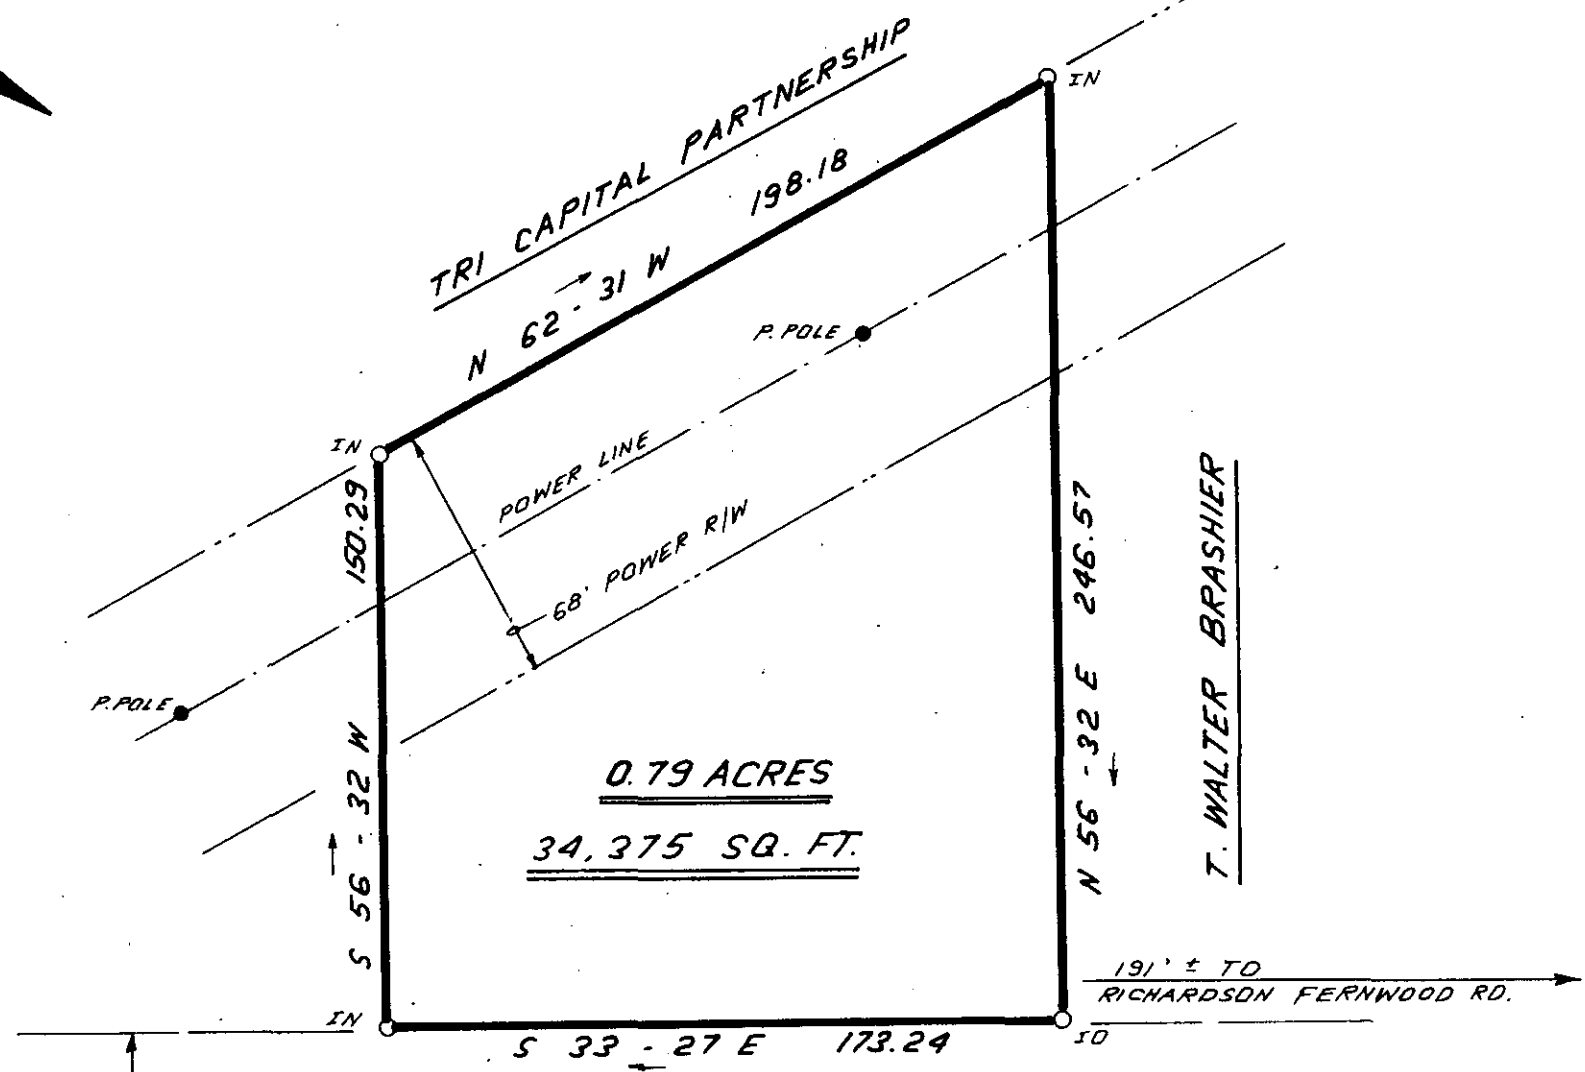 TRI CAPITAL PARTNERSHIP
IN
N 62 - 31 W 198.18
P. POLE
IN
POWER LINE
68' POWER R/W
150.29
S 56 - 32 W
N 56 - 32 E 246.57
T. WALTER BRASHIER
P. POLE
0.79 ACRES
34,375 SQ. FT.
191' ± TO
RICHARDSON FERNWOOD RD.
IN
S 33 - 27 E 173.24
IO